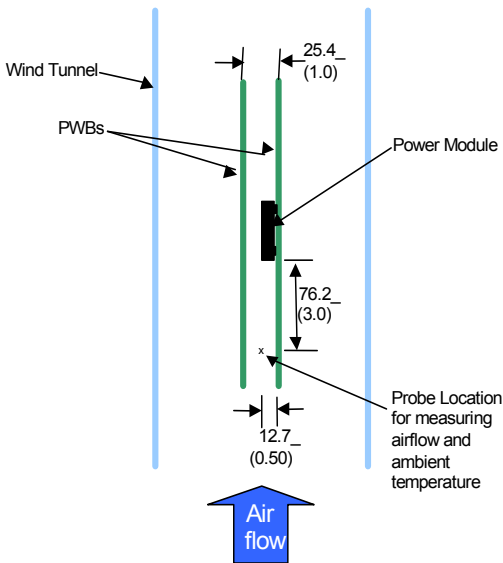 25.4_
(1.0)
Wind Tunnel
PWBs
Power Module
76.2_
(3.0)
x
Probe Location
for measuring
airflow and
ambient
temperature
12.7_
(0.50)
Air
flow